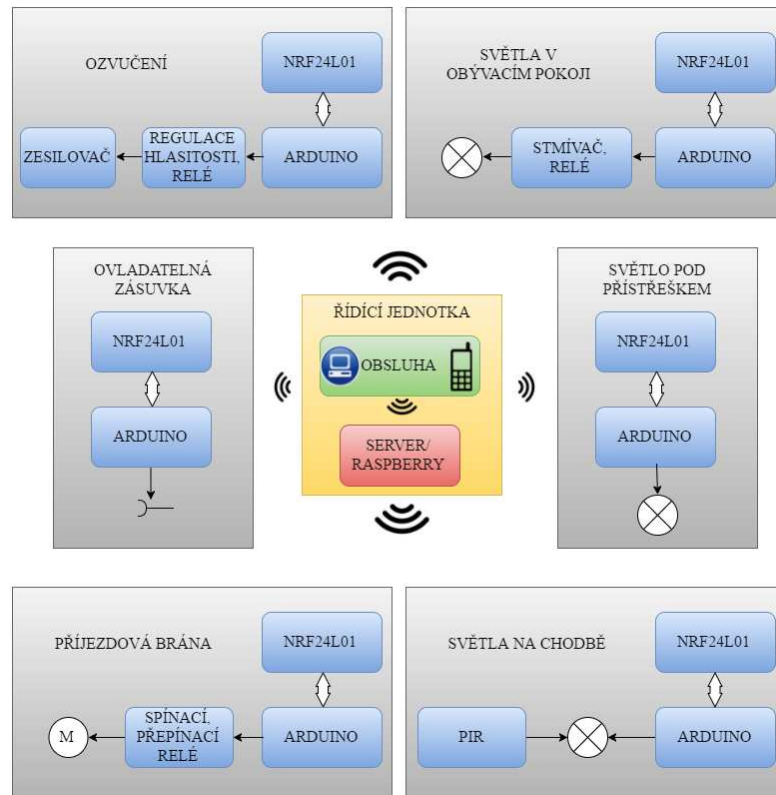 OZVUČENÍ
NRF24L01
ZESILOVAČ
REGULACE
HLASITOSTI,
RELÉ
ARDUINO
SVĚTLA V
OBÝVACÍM POKOJI
NRF24L01
STMÍVAČ,
RELÉ
ARDUINO
OVLADATELNÁ
ZÁSUVKA
NRF24L01
ARDUINO
ŘÍDÍCÍ JEDNOTKA
OBSLUHA
SERVER/
RASPBERRY
SVĚTLO POD
PŘÍSTŘEŠKEM
NRF24L01
ARDUINO
PŘÍJEZDOVÁ BRÁNA
NRF24L01
M
SPÍNACÍ,
PŘEPÍNACÍ
RELÉ
ARDUINO
SVĚTLA NA CHODBĚ
NRF24L01
PIR
ARDUINO